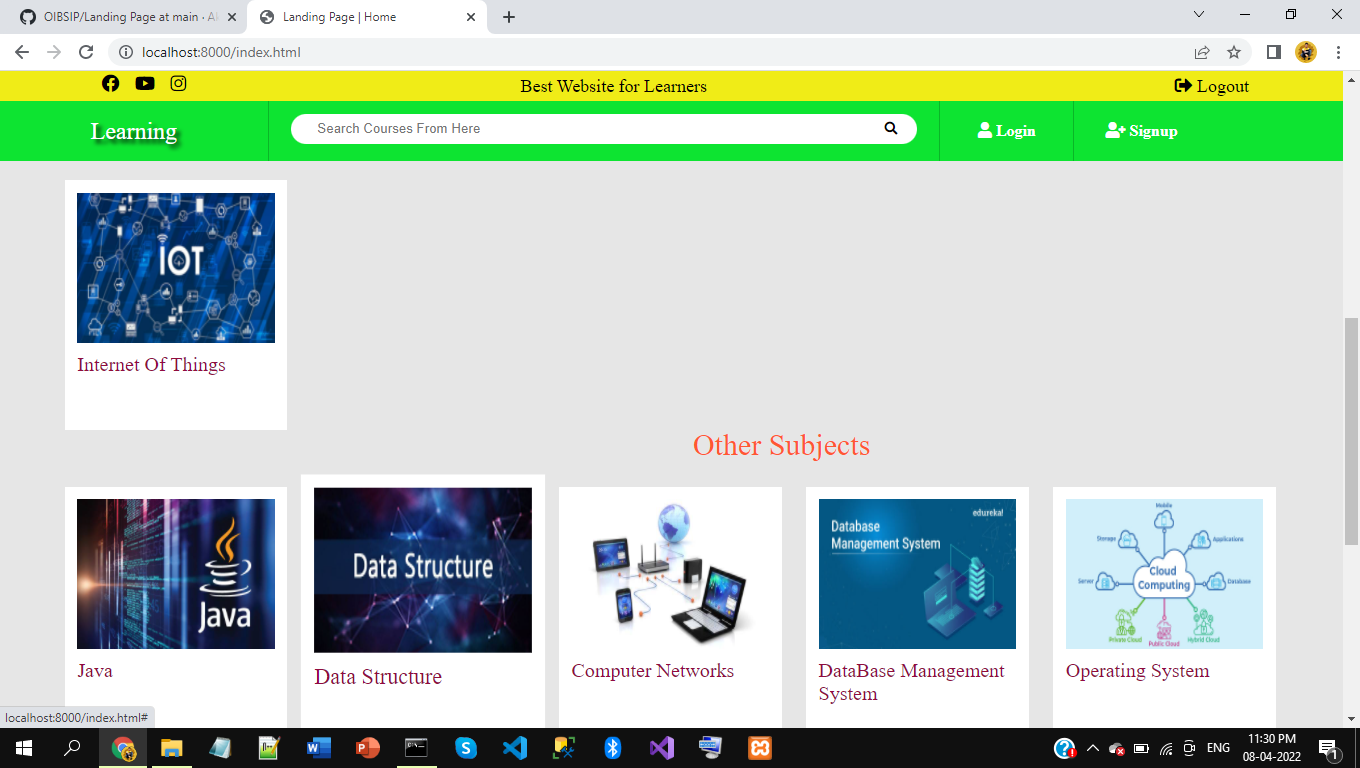 OIBSIP/Landing Page at main · Al
Landing Page | Home
localhost:8000/index.html
Best Website for Learners
Logout
Learning
Search Courses From Here
Login
Signup
IOT
Internet Of Things
Other Subjects
Java
Data Structure
edureka!
Database
Management System
Mobile
Storage
Applications
Server
Cloud
Computing
Database
Private Cloud
Public Cloud
Hybrid Cloud
Java
Data Structure
Computer Networks
DataBase Management
System
Operating System
localhost:8000/index.html#
ENG
11:30 PM
08-04-2022
1